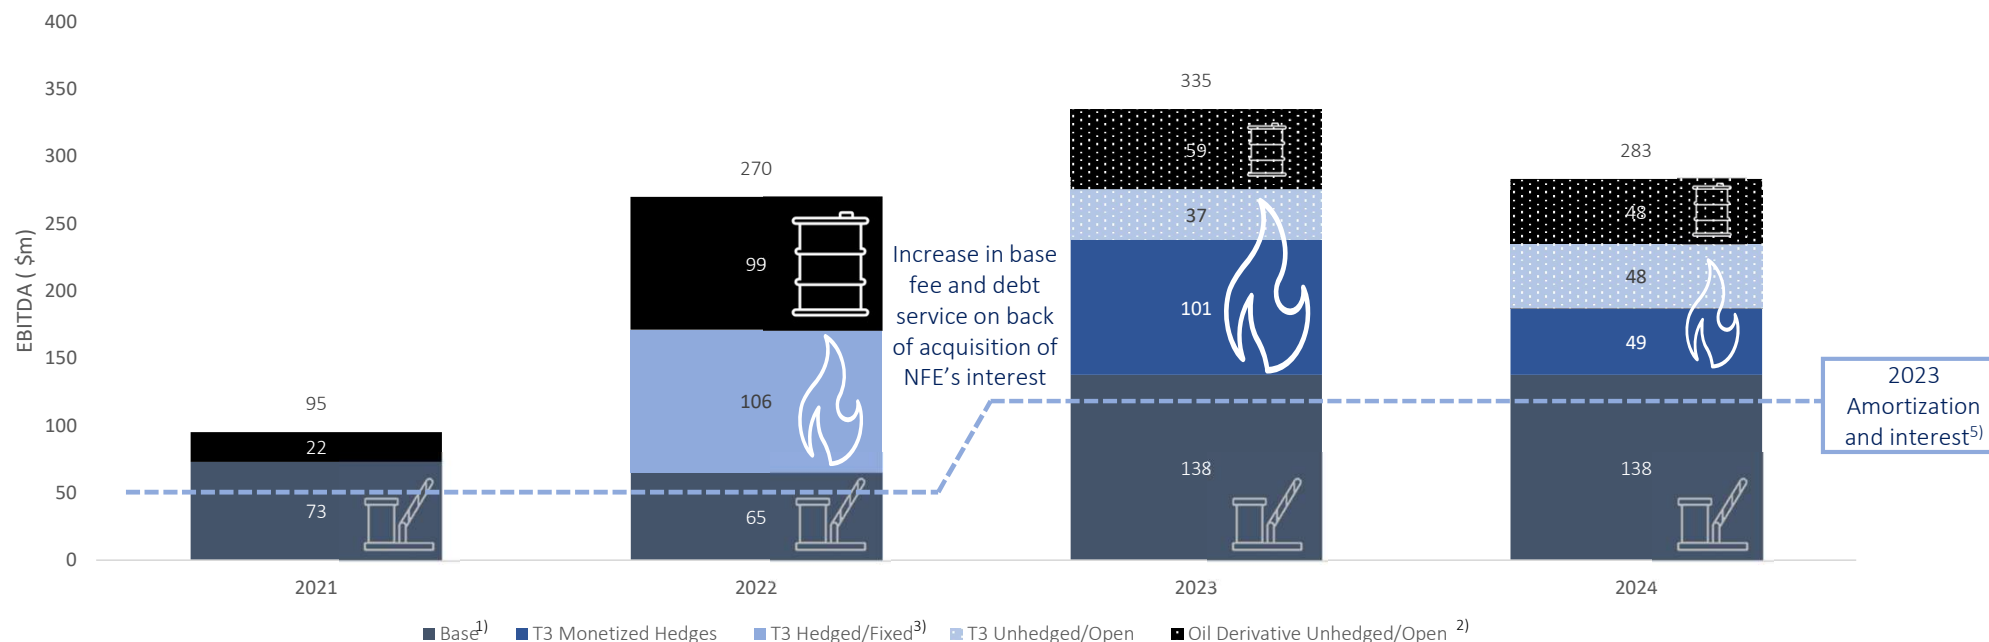 400
350
300
250
200
150
100
50
0
EBITDA ( $m)
95
22
73
270
99
106
65
Increase in base
fee and debt
service on back
of acquisition of
NFE’s interest
335
59
37
101
138
283
48
48
49
138
2023
Amortization
and interest5)
2021
2022
2023
2024
Base1)
T3 Monetized Hedges
T3 Hedged/Fixed3)
T3 Unhedged/Open
Oil Derivative Unhedged/Open 2)